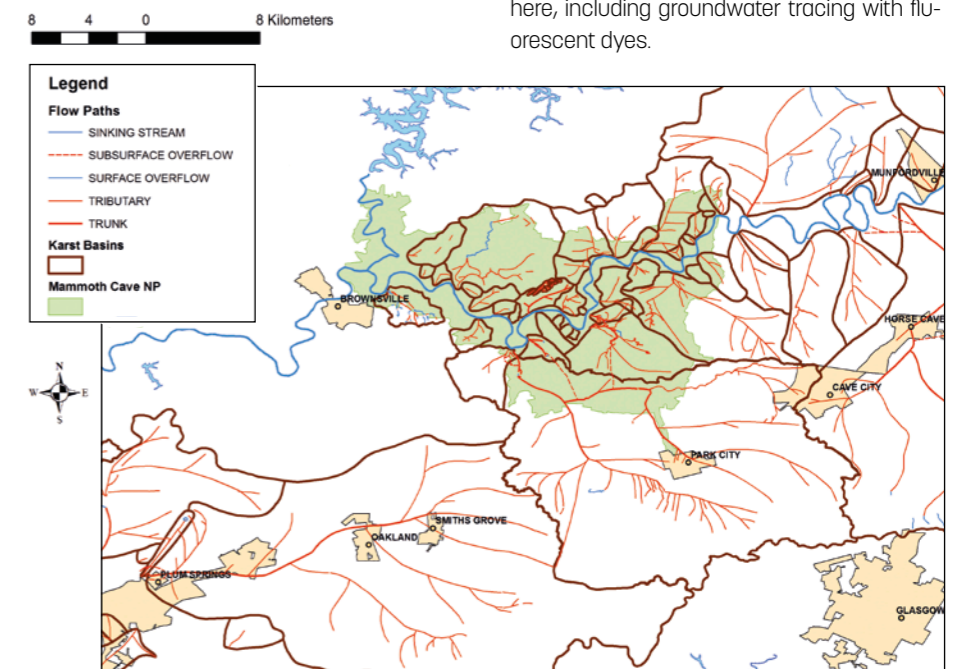 here, including groundwater tracing with flu-
orescent dyes.
8 4 0 8 Kilometers
Legend
Flow Paths
SINKING STREAM
SUBSURFACE OVERFLOW
SURFACE OVERFLOW
TRIBUTARY
TRUNK
Karst Basins
Mammoth Cave NP
MUNFORDVILLE
BROWNSVILLE
HORSE CAVE
N
W E
S
CAVE CITY
PARK CITY
SMITHS GROVE
OAKLAND
PLUM SPRINGS
GLASGOW